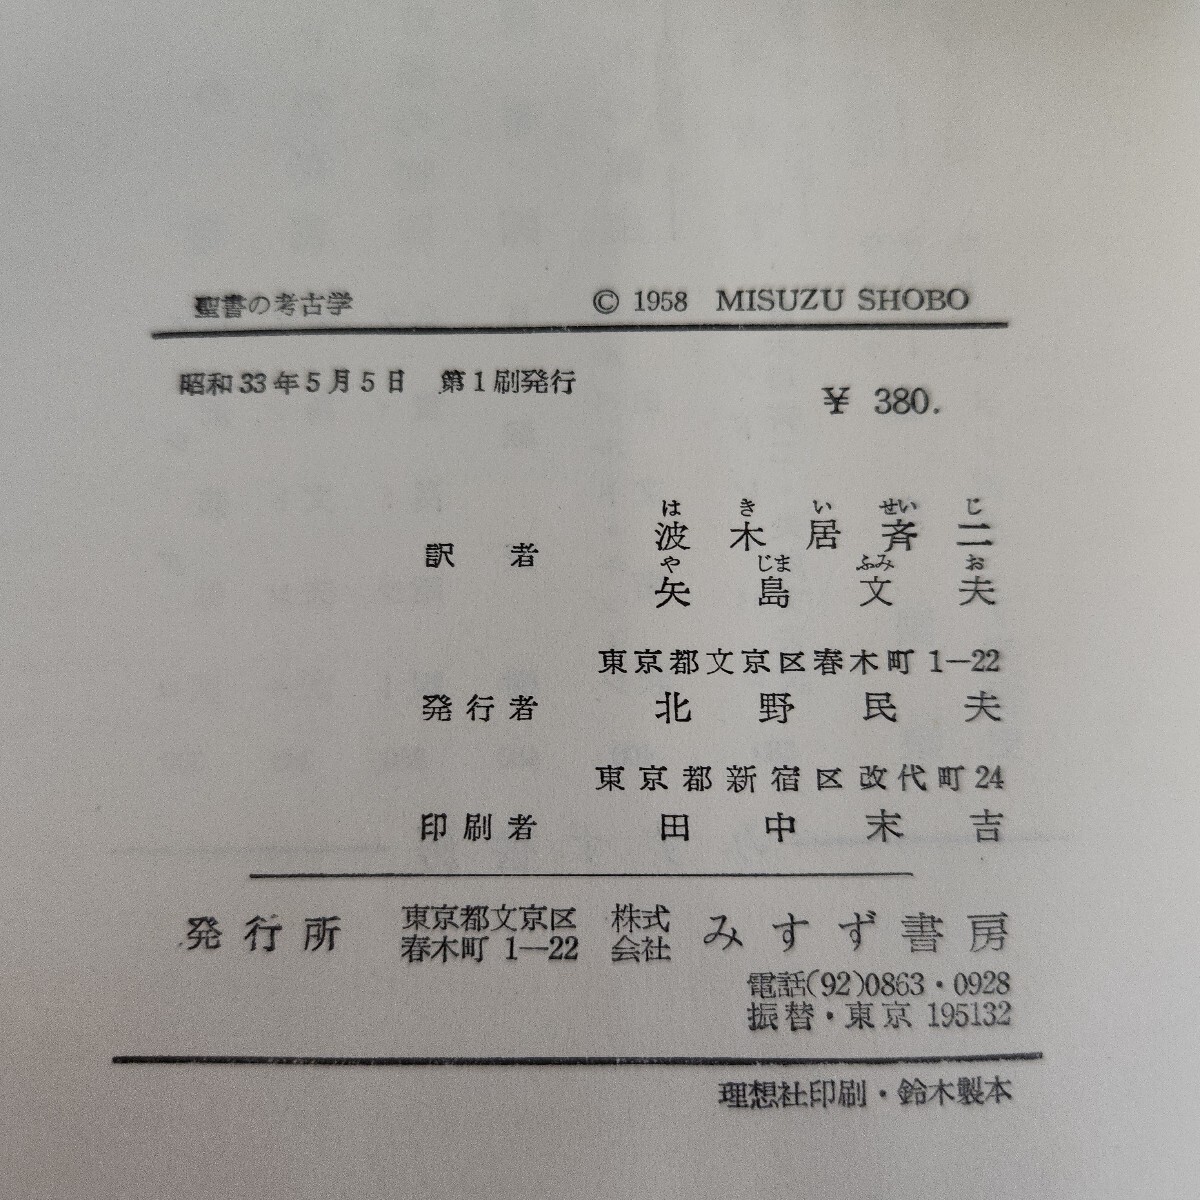 聖書の考古学 © 1958 MISUZU SHOBO
昭和33年5月5日 第1刷発行
¥ 380.
は き い せい じ
訳者 波木居斉二
や じま ふみ お
矢島文夫
東京都文京区春木町1―22
発行者 北野民夫
東京都新宿区改代町24
印刷者 田中末吉
発行所 東京都文京区春木町 1―22 株式会社 みすず書房
電話(92)0863・0928
振替・東京 195132
理想社印刷・鈴木製本